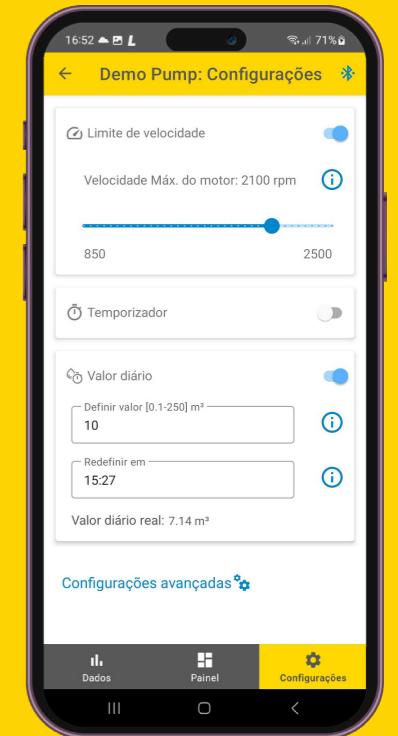 16:52 71%
Demo Pump: Configurações
Limite de velocidade
Velocidade Máx. do motor: 2100 rpm
850 2500
Temporizador
Valor diário
Definir valor [0.1-250] m³
10
Redefinir em
15:27
Valor diário real: 7.14 m³
Configurações avançadas
Dados Painel Configurações